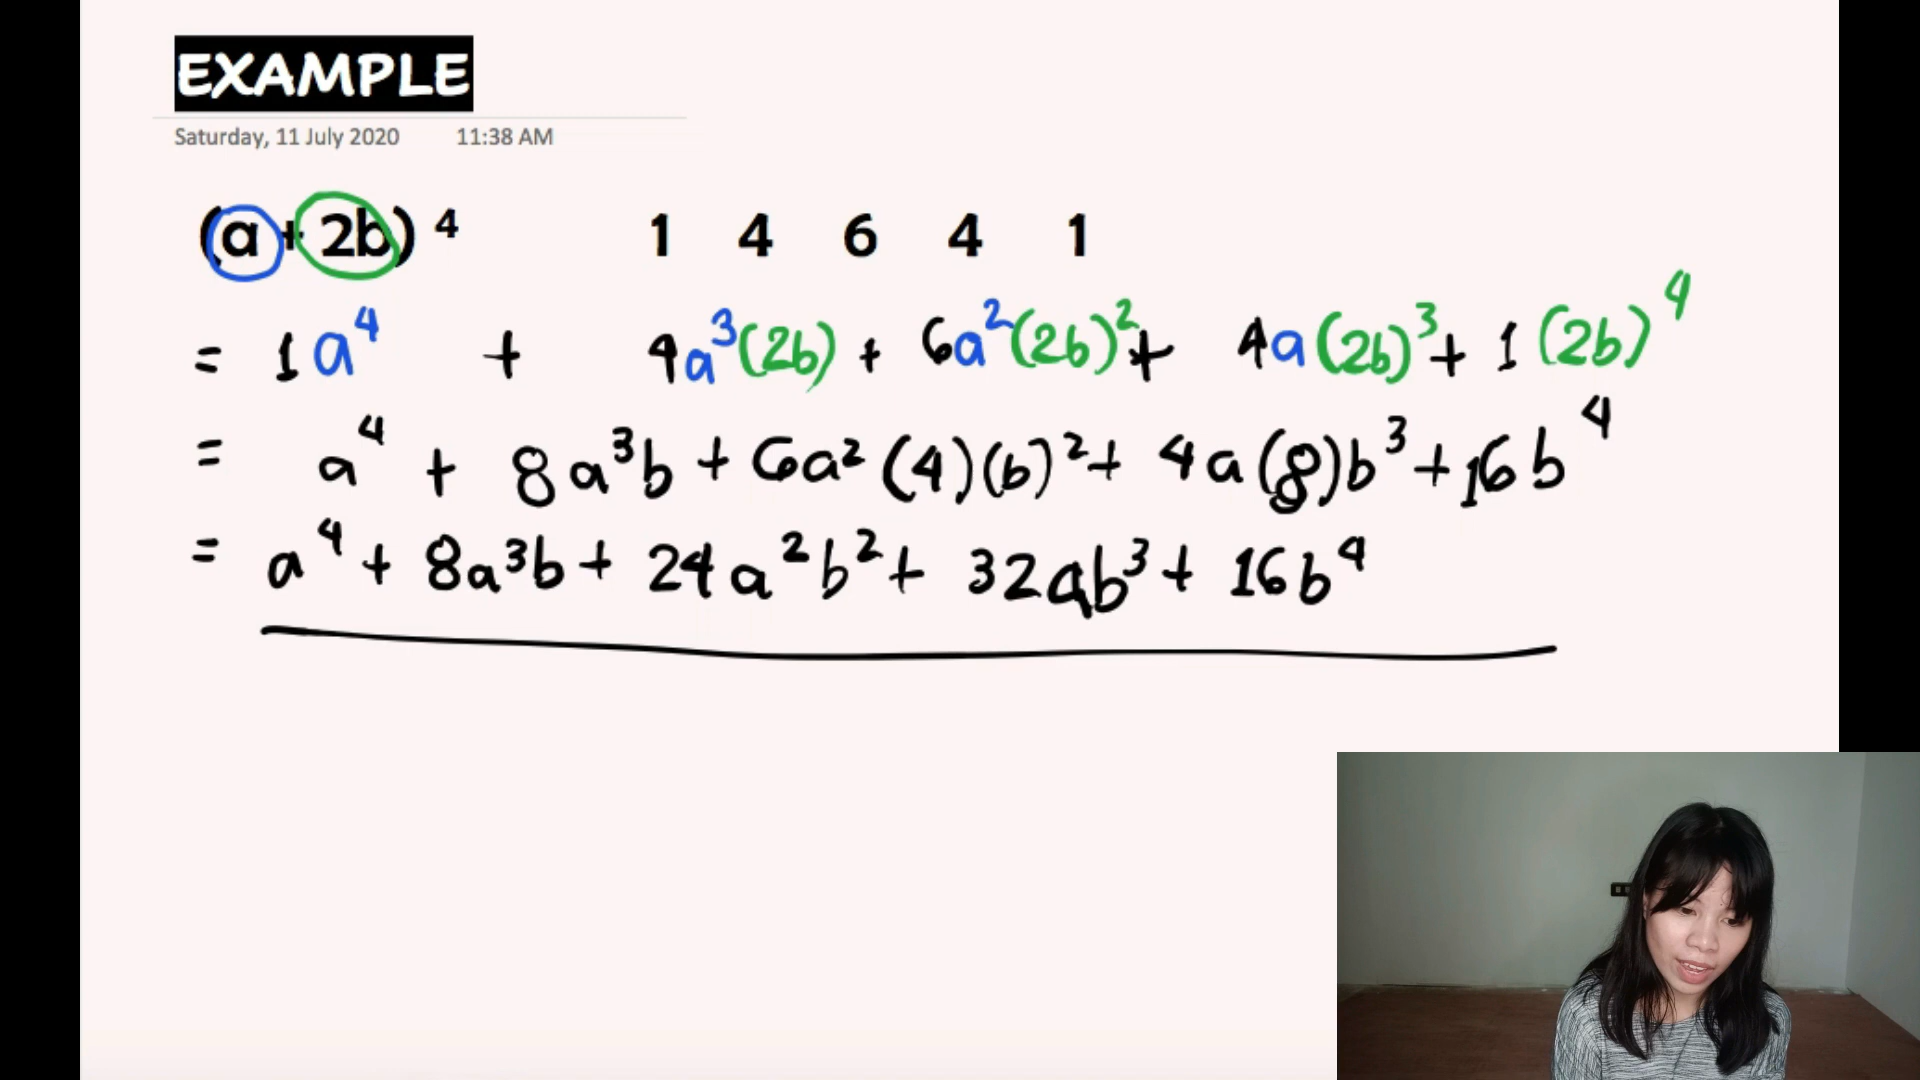 EXAMPLE
Saturday, 11 July 2020 11:38 AM
(a + 2b)⁴ 1 4 6 4 1
= 1a⁴ + 4a³(2b) + 6a²(2b)² + 4a(2b)³ + 1(2b)⁴
= a⁴ + 8a³b + 6a²(4)(b)² + 4a(8)b³ + 16b⁴
= a⁴ + 8a³b + 24a²b² + 32ab³ + 16b⁴